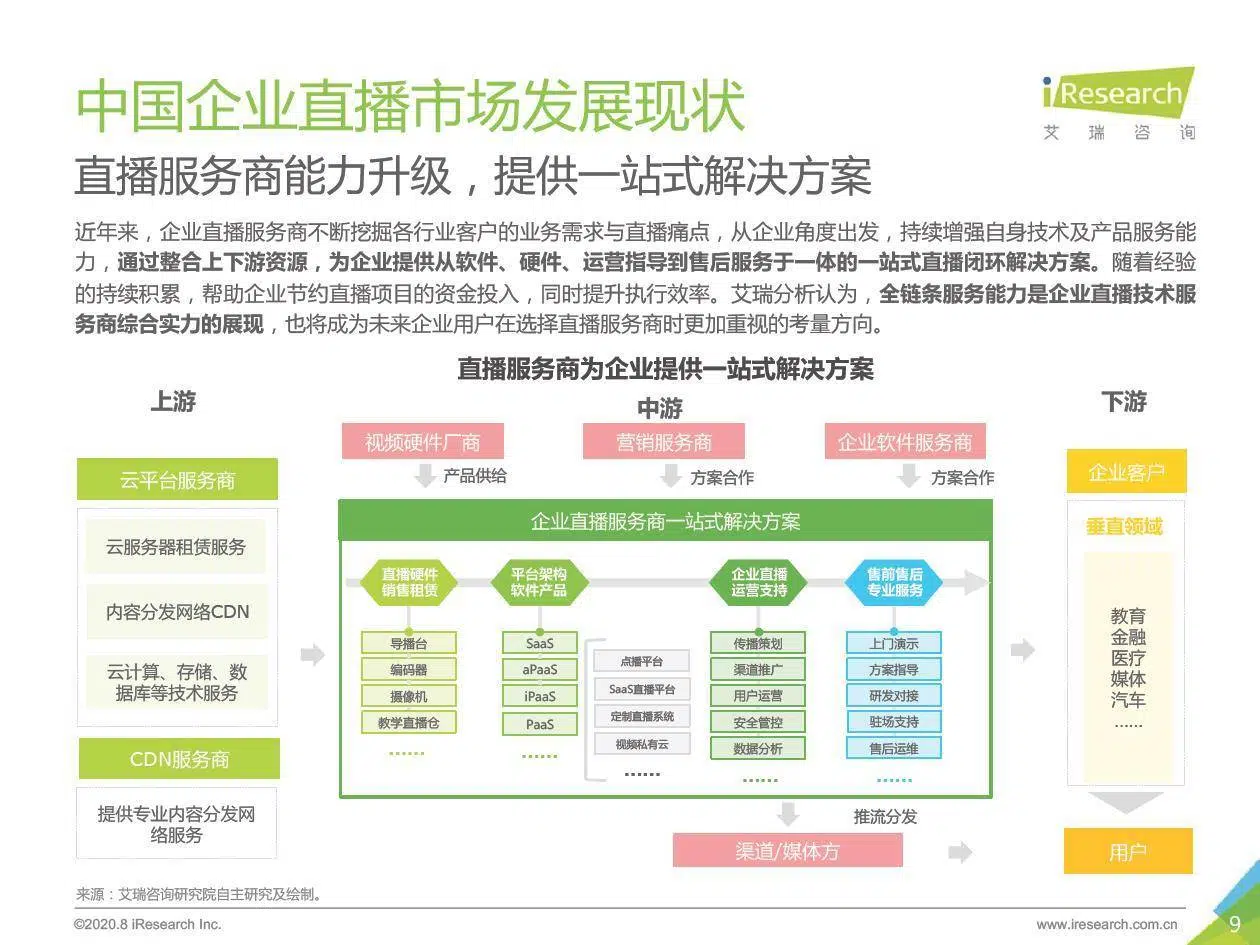 中国企业直播市场发展现状
iResearch
艾瑞咨询
直播服务商能力升级，提供一站式解决方案
近年来，企业直播服务商不断挖掘各行业客户的业务需求与直播痛点，从企业角度出发，持续增强自身技术及产品服务能
力，通过整合上下游资源，为企业提供从软件、硬件、运营指导到售后服务于一体的一站式直播闭环解决方案。随着经验
的持续积累，帮助企业节约直播项目的资金投入，同时提升执行效率。艾瑞分析认为，全链条服务能力是企业直播技术服
务商综合实力的展现，也将成为未来企业用户在选择直播服务商时更加重视的考量方向。
直播服务商为企业提供一站式解决方案
上游
云平台服务商
云服务器租赁服务
内容分发网络CDN
云计算、存储、数
据库等技术服务
CDN服务商
提供专业内容分发网
络服务
中游
视频硬件厂商
产品供给
营销服务商
方案合作
企业软件服务商
方案合作
企业直播服务商一站式解决方案
直播硬件
销售租赁
导播台
编码器
摄像机
教学直播仓
......
平台架构
软件产品
SaaS
aPaaS
iPaaS
PaaS
......
点播平台
SaaS直播平台
定制直播系统
视频私有云
......
企业直播
运营支持
传播策划
渠道推广
用户运营
安全管控
数据分析
......
售前售后
专业服务
上门演示
方案指导
研发对接
驻场支持
售后运维
......
推流分发
渠道/媒体方
下游
企业客户
垂直领域
教育
金融
医疗
媒体
汽车
......
用户
来源：艾瑞咨询研究院自主研究及绘制。
©2020.8 iResearch Inc.
www.iresearch.com.cn
9